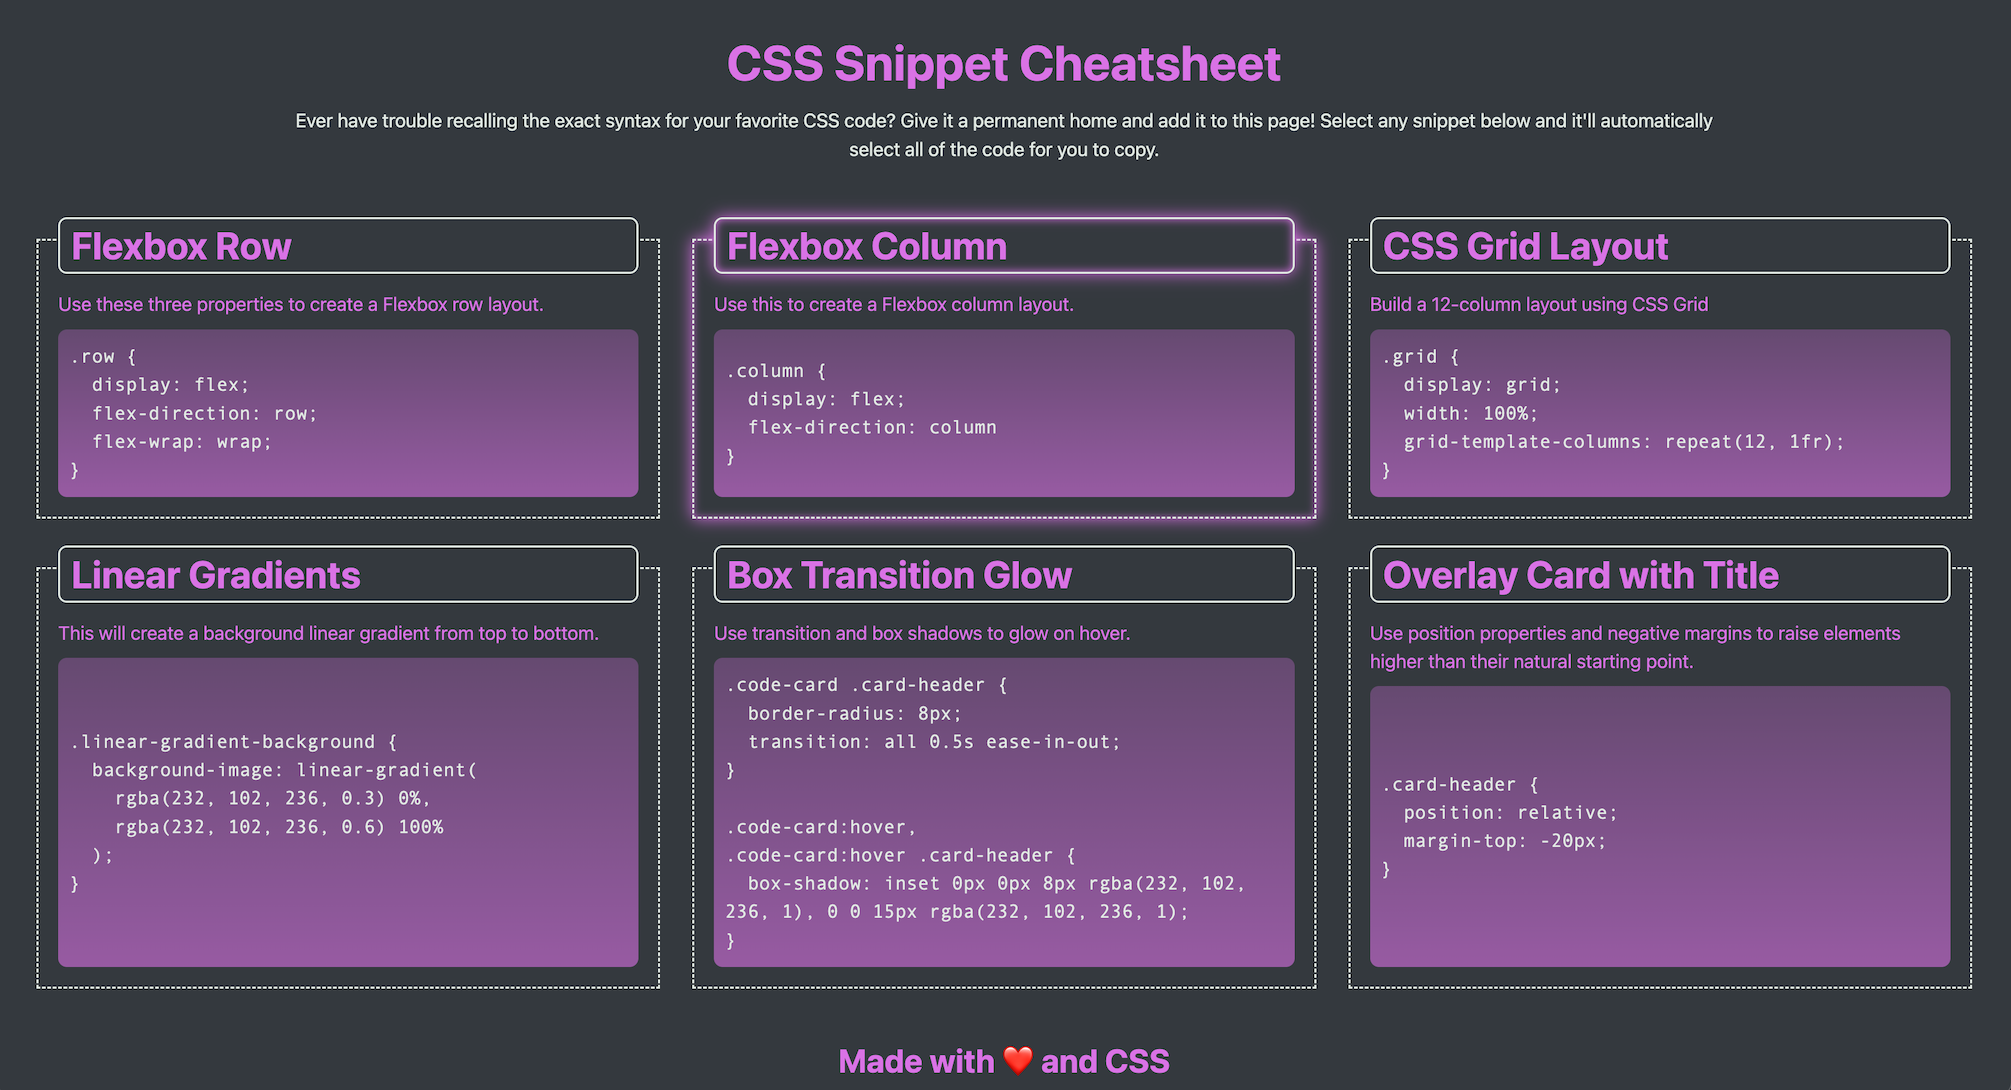 CSS Snippet Cheatsheet
Ever have trouble recalling the exact syntax for your favorite CSS code? Give it a permanent home and add it to this page! Select any snippet below and it'll automatically
select all of the code for you to copy.
Flexbox Row
Use these three properties to create a Flexbox row layout.
.row {
  display: flex;
  flex-direction: row;
  flex-wrap: wrap;
}
Flexbox Column
Use this to create a Flexbox column layout.
.column {
  display: flex;
  flex-direction: column
}
CSS Grid Layout
Build a 12-column layout using CSS Grid
.grid {
  display: grid;
  width: 100%;
  grid-template-columns: repeat(12, 1fr);
}
Linear Gradients
This will create a background linear gradient from top to bottom.
.linear-gradient-background {
  background-image: linear-gradient(
    rgba(232, 102, 236, 0.3) 0%,
    rgba(232, 102, 236, 0.6) 100%
  );
}
Box Transition Glow
Use transition and box shadows to glow on hover.
.code-card .card-header {
  border-radius: 8px;
  transition: all 0.5s ease-in-out;
}
.code-card:hover,
.code-card:hover .card-header {
  box-shadow: inset 0px 0px 8px rgba(232, 102,
236, 1), 0 0 15px rgba(232, 102, 236, 1);
}
Overlay Card with Title
Use position properties and negative margins to raise elements
higher than their natural starting point.
.card-header {
  position: relative;
  margin-top: -20px;
}
Made with ❤️ and CSS